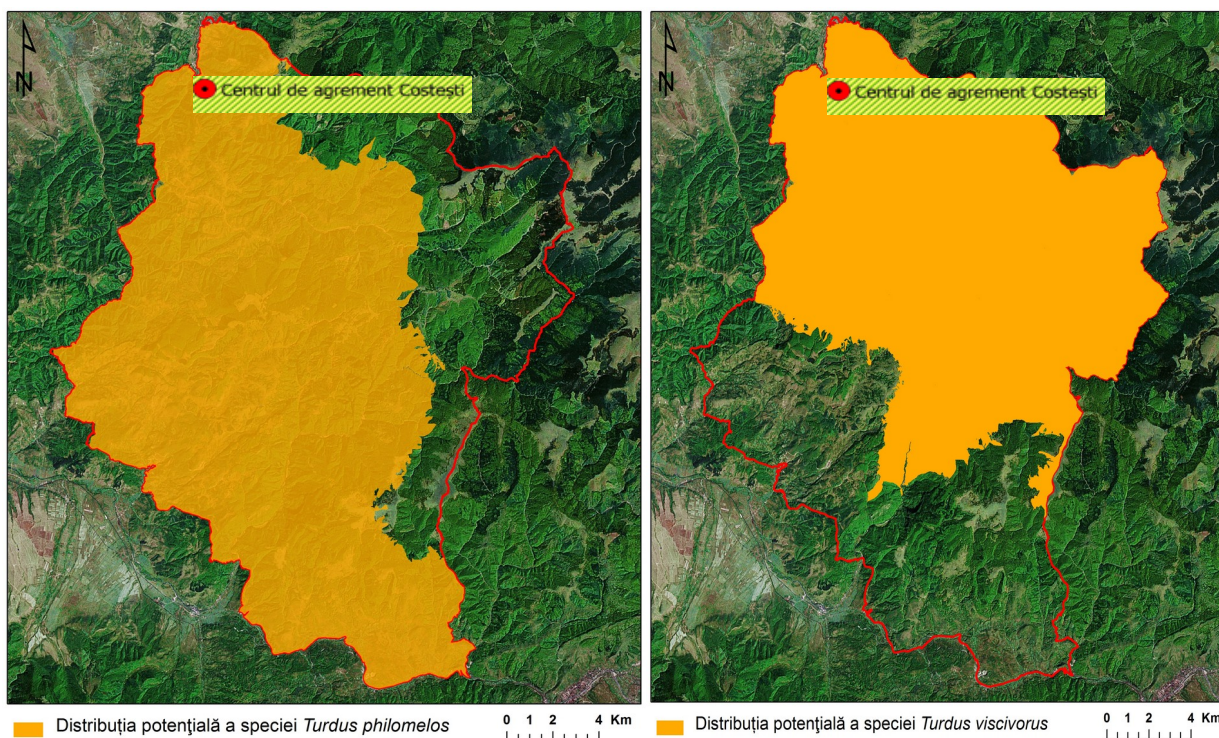 N
Centrul de agrement Costești
Distribuția potențială a speciei Turdus philomelos
0 1 2 4 Km
N
Centrul de agrement Costești
Distribuția potențială a speciei Turdus viscivorus
0 1 2 4 Km